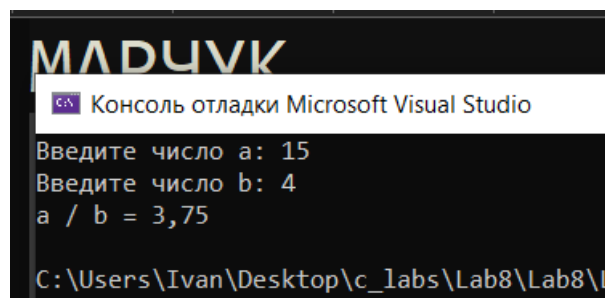 МАРЧУК
Консоль отладки Microsoft Visual Studio
Введите число a: 15
Введите число b: 4
a / b = 3,75
C:\Users\Ivan\Desktop\c_labs\Lab8\Lab8\